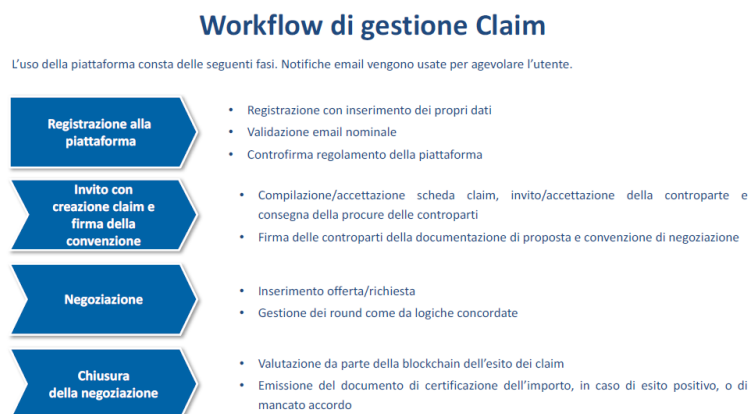 Workflow di gestione Claim
L'uso della piattaforma consta delle seguenti fasi. Notifiche email vengono usate per agevolare l'utente.
Registrazione alla
piattaforma
• Registrazione con inserimento dei propri dati
• Validazione email nominale
• Controfirma regolamento della piattaforma
Invito con
creazione claim e
firma della
convenzione
• Compilazione/accettazione scheda claim, invito/accettazione della controparte e
consegna della procure delle controparti
• Firma delle controparti della documentazione di proposta e convenzione di negoziazione
Negoziazione
• Inserimento offerta/richiesta
• Gestione dei round come da logiche concordate
Chiusura
della negoziazione
• Valutazione da parte della blockchain dell'esito dei claim
• Emissione del documento di certificazione dell'importo, in caso di esito positivo, o di
mancato accordo